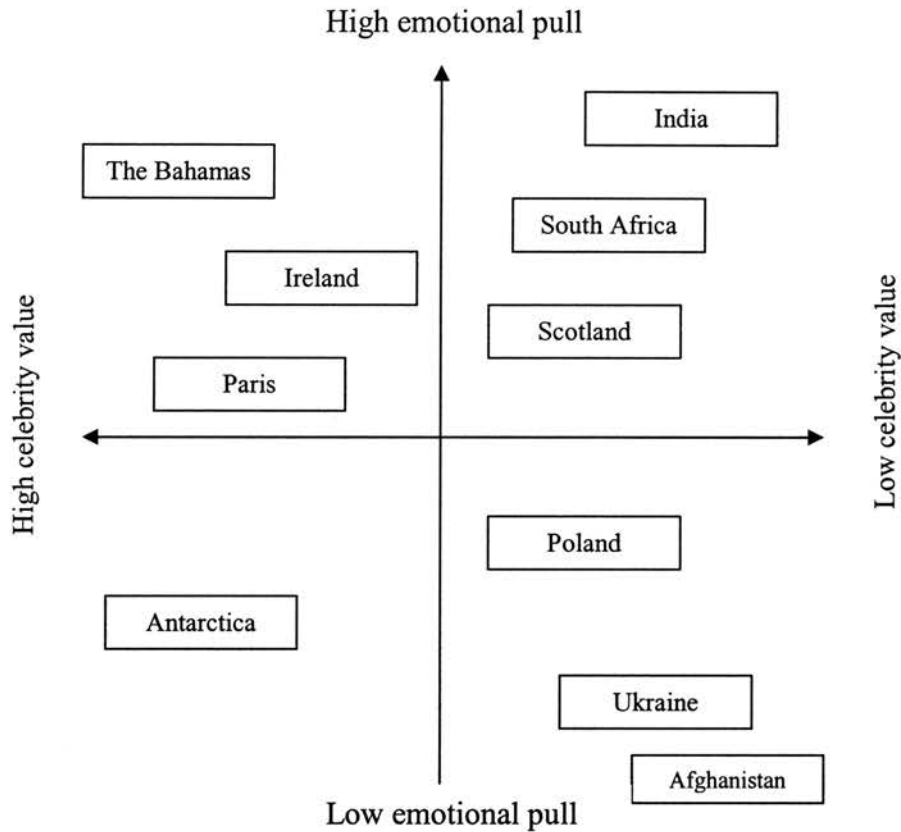 High emotional pull
India
The Bahamas
South Africa
Ireland
Scotland
Paris
High celebrity value
Low celebrity value
Poland
Antarctica
Ukraine
Afghanistan
Low emotional pull